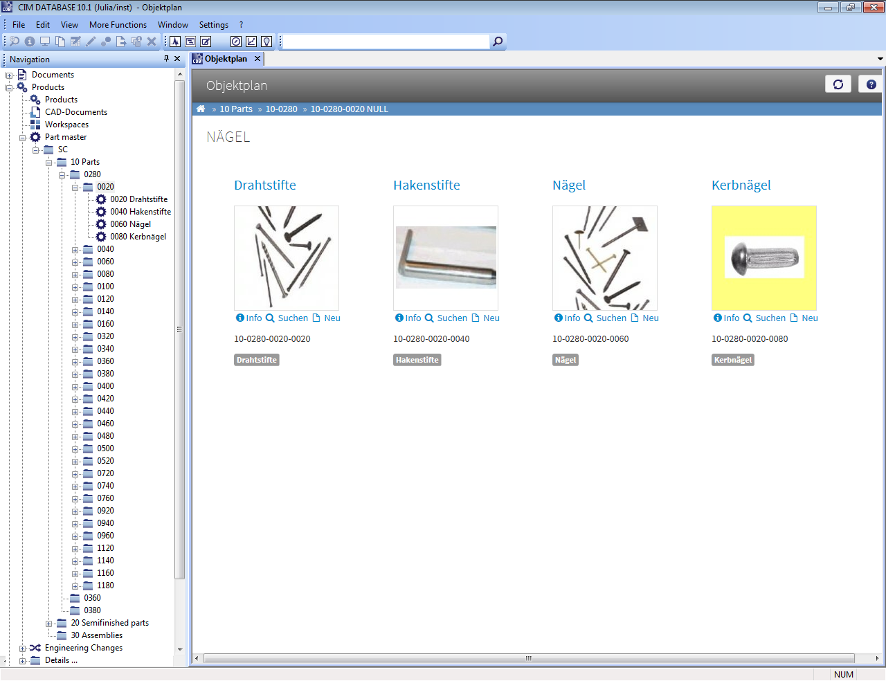 CIM DATABASE 10.1 (Julia/inst) - Objektplan
File Edit View More Functions Window Settings ?
Navigation
Objektplan
Documents
Products
Products
CAD-Documents
Workspaces
Part master
SC
10 Parts
0280
0020
0020 Drahtstifte
0040 Hakenstifte
0060 Nägel
0080 Kerbnägel
0040
0060
0080
0100
0120
0140
0160
0320
0340
0360
0380
0400
0420
0440
0460
0480
0500
0520
0720
0740
0760
0920
0940
0960
1120
1140
1160
1180
0360
0380
20 Semifinished parts
30 Assemblies
Engineering Changes
Details ...
Objektplan
» 10 Parts » 10-0280 » 10-0280-0020 NULL
NÄGEL
Drahtstifte Hakenstifte Nägel Kerbnägel
Info Suchen Neu Info Suchen Neu Info Suchen Neu Info Suchen Neu
10-0280-0020-0020 10-0280-0020-0040 10-0280-0020-0060 10-0280-0020-0080
Drahtstifte Hakenstifte Nägel Kerbnägel
NUM